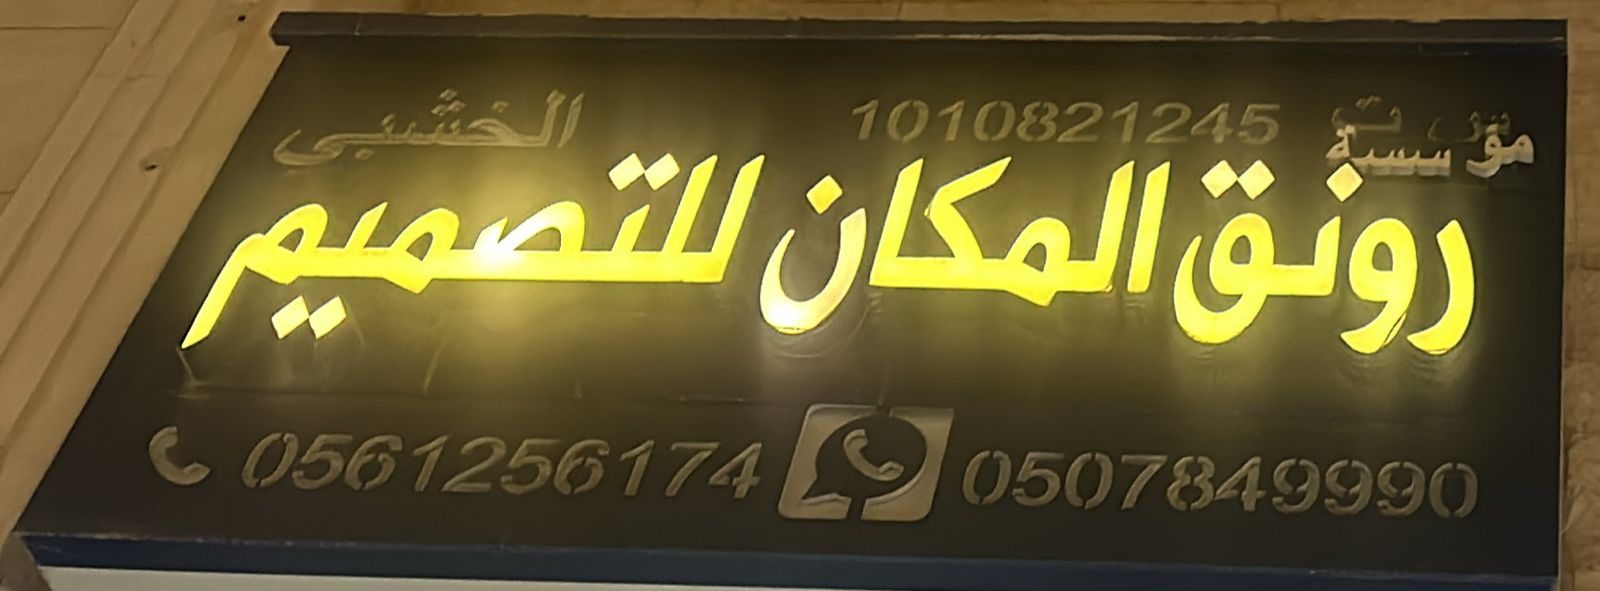 س ت 1010821245
مؤسسة
رونق المكان للتصميم
الخشبي
0561256174 0507849990